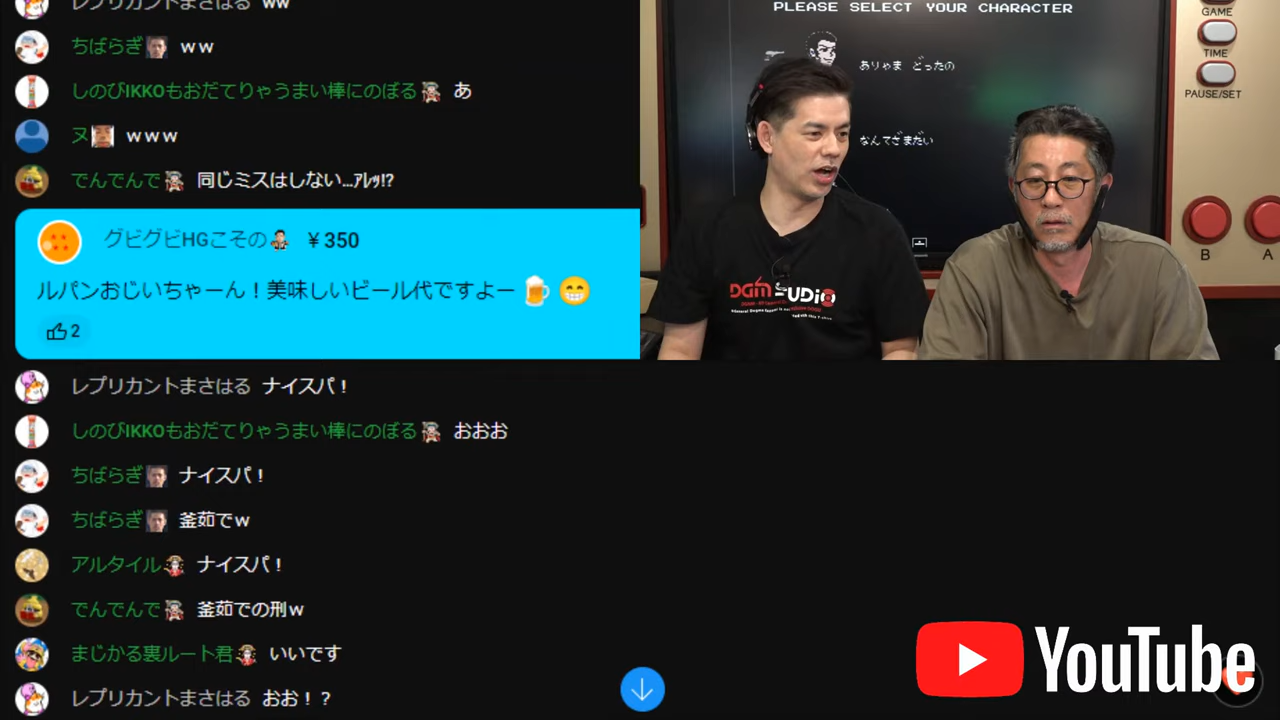 レプリカントまさはる ww
ちばらぎ ww
しのびIKKOもおだてりゃうまい棒にのぼる あ
ヌ www
でんでんで 同じミスはしない...ｱﾚｯ!?
グビグビHGこその ￥350
ルパンおじいちゃーん！美味しいビール代ですよー 🍺 😁
2
レプリカントまさはる ナイスパ！
しのびIKKOもおだてりゃうまい棒にのぼる おおお
ちばらぎ ナイスパ！
ちばらぎ 釜茹でw
アルタイル ナイスパ！
でんでんで 釜茹での刑w
まじかる裏ルート君 いいです
レプリカントまさはる おお！？
PLEASE SELECT YOUR CHARACTER
ありゃま どったの
なんてざまだい
GAME
TIME
PAUSE/SET
B
A
YouTube